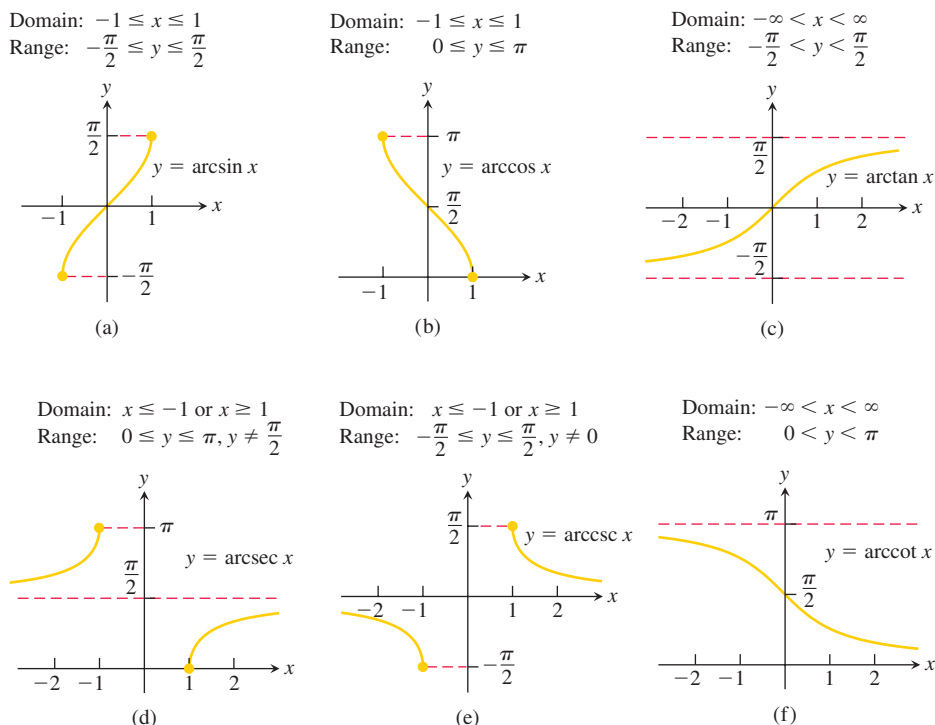 Domain: −1 ≤ x ≤ 1
Range: −π/2 ≤ y ≤ π/2
y
π/2
y = arcsin x
x
−1
1
−π/2
(a)
Domain: −1 ≤ x ≤ 1
Range: 0 ≤ y ≤ π
y
π
y = arccos x
π/2
x
−1
1
(b)
Domain: −∞ < x < ∞
Range: −π/2 < y < π/2
y
π/2
y = arctan x
x
−2
−1
1
2
−π/2
(c)
Domain: x ≤ −1 or x ≥ 1
Range: 0 ≤ y ≤ π, y ≠ π/2
y
π
y = arcsec x
π/2
x
−2
−1
1
2
(d)
Domain: x ≤ −1 or x ≥ 1
Range: −π/2 ≤ y ≤ π/2, y ≠ 0
y
π/2
y = arccsc x
x
−2
−1
1
2
−π/2
(e)
Domain: −∞ < x < ∞
Range: 0 < y < π
y
π
y = arccot x
π/2
x
−2
−1
1
2
(f)